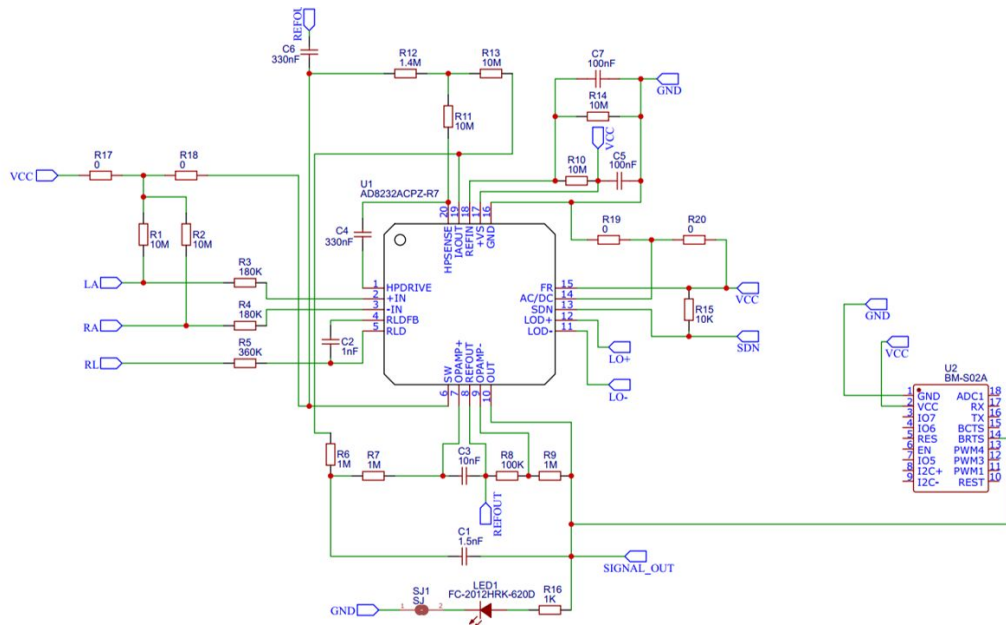 REFOUT
C6
330nF
R12
1.4M
R13
10M
R11
10M
C7
100nF
GND
R14
10M
VCC
R10
10M
C5
100nF
VCC
R17
0
R18
0
R1
10M
R2
10M
LA
R3
180K
RA
R4
180K
RL
R5
360K
C4
330nF
C2
1nF
U1
AD8232ACPZ-R7
20
19
18
17
16
HPSENSE
IAOUT
REFIN
+VS
GND
1
HPDRIVE
2
+IN
3
-IN
4
RLDFB
5
RLD
FR
15
AC/DC
14
SDN
13
LOD+
12
LOD-
11
SW
OPAMP+
REFOUT
OPAMP-
OUT
6
7
8
9
10
R19
0
R20
0
VCC
R15
10K
SDN
LO+
LO-
R6
1M
R7
1M
C3
10nF
R8
100K
R9
1M
REFOUT
C1
1.5nF
SIGNAL_OUT
GND
SJ1
SJ
1
2
LED1
FC-2012HRK-620D
R16
1K
GND
VCC
U2
BM-S02A
1 GND ADC1 18
2 VCC RX 17
3 IO7 TX 16
4 IO6 BCTS 15
5 RES BRTS 14
6 EN PWM4 13
7 IO5 PWM3 12
8 I2C+ PWM1 11
9 I2C- REST 10